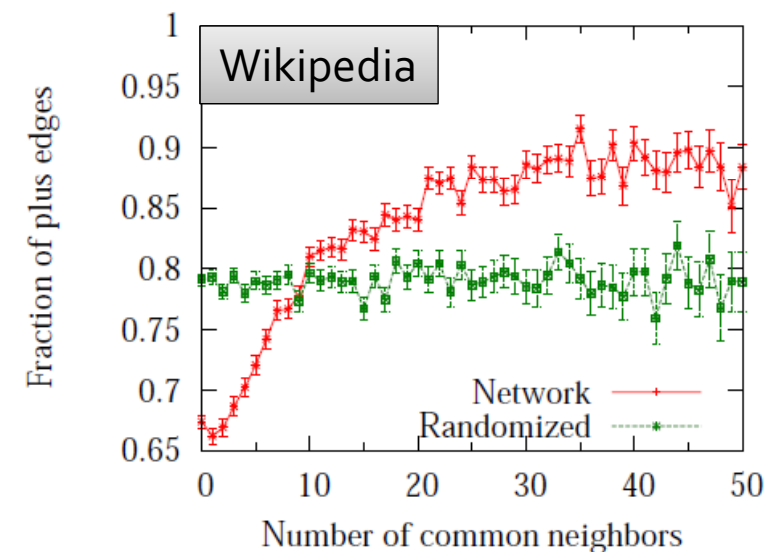 Wikipedia
Fraction of plus edges
1
0.95
0.9
0.85
0.8
0.75
0.7
0.65
Network
Randomized
0 10 20 30 40 50
Number of common neighbors